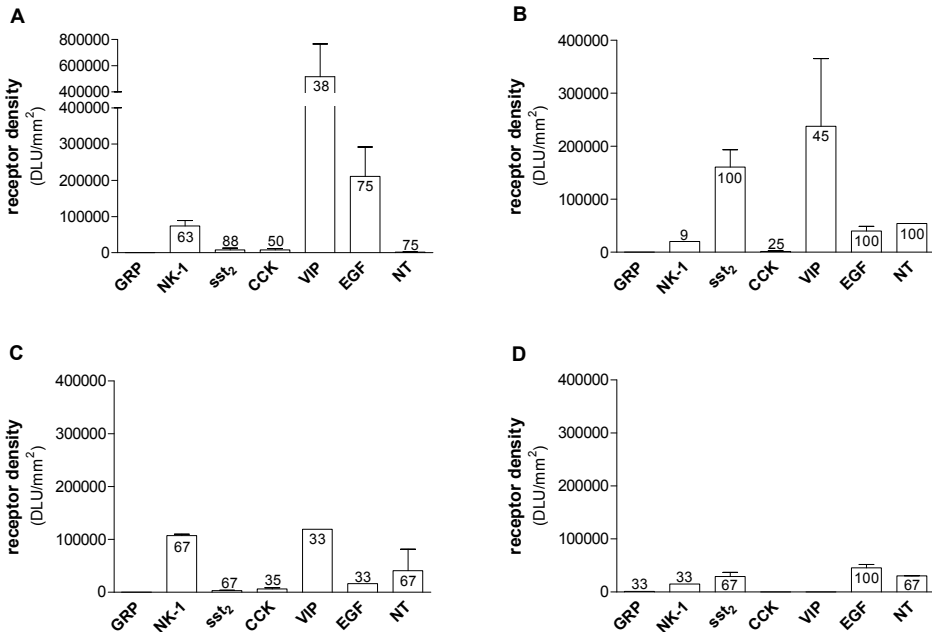 A
receptor density
(DLU/mm²)
800000
600000
400000
400000
300000
200000
100000
0
63
88
50
38
75
75
GRP
NK-1
sst₂
CCK
VIP
EGF
NT
B
receptor density
(DLU/mm²)
400000
300000
200000
100000
0
9
100
25
45
100
100
GRP
NK-1
sst₂
CCK
VIP
EGF
NT
C
receptor density
(DLU/mm²)
400000
300000
200000
100000
0
67
67
35
33
33
67
GRP
NK-1
sst₂
CCK
VIP
EGF
NT
D
receptor density
(DLU/mm²)
400000
300000
200000
100000
0
33
33
67
100
67
GRP
NK-1
sst₂
CCK
VIP
EGF
NT